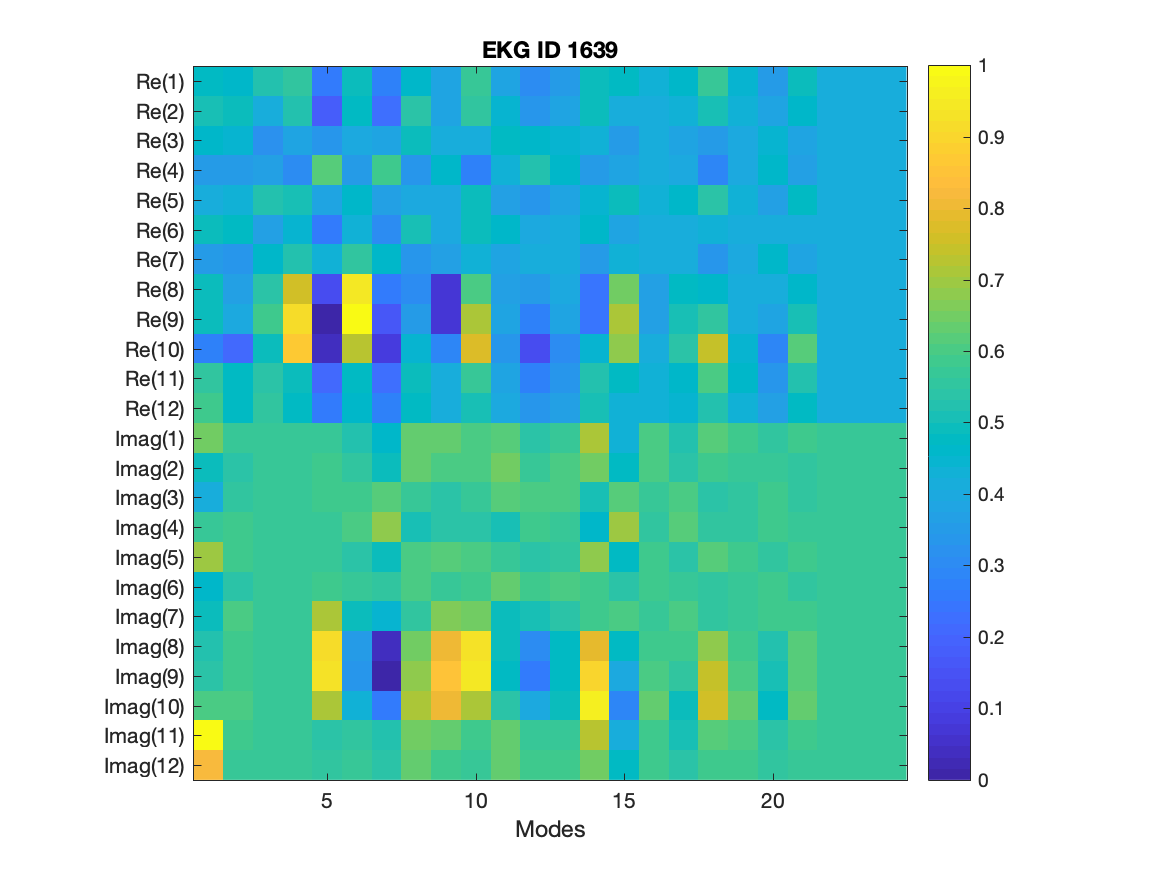 EKG ID 1639
Re(1)
Re(2)
Re(3)
Re(4)
Re(5)
Re(6)
Re(7)
Re(8)
Re(9)
Re(10)
Re(11)
Re(12)
Imag(1)
Imag(2)
Imag(3)
Imag(4)
Imag(5)
Imag(6)
Imag(7)
Imag(8)
Imag(9)
Imag(10)
Imag(11)
Imag(12)
5 10 15 20
Modes
1
0.9
0.8
0.7
0.6
0.5
0.4
0.3
0.2
0.1
0